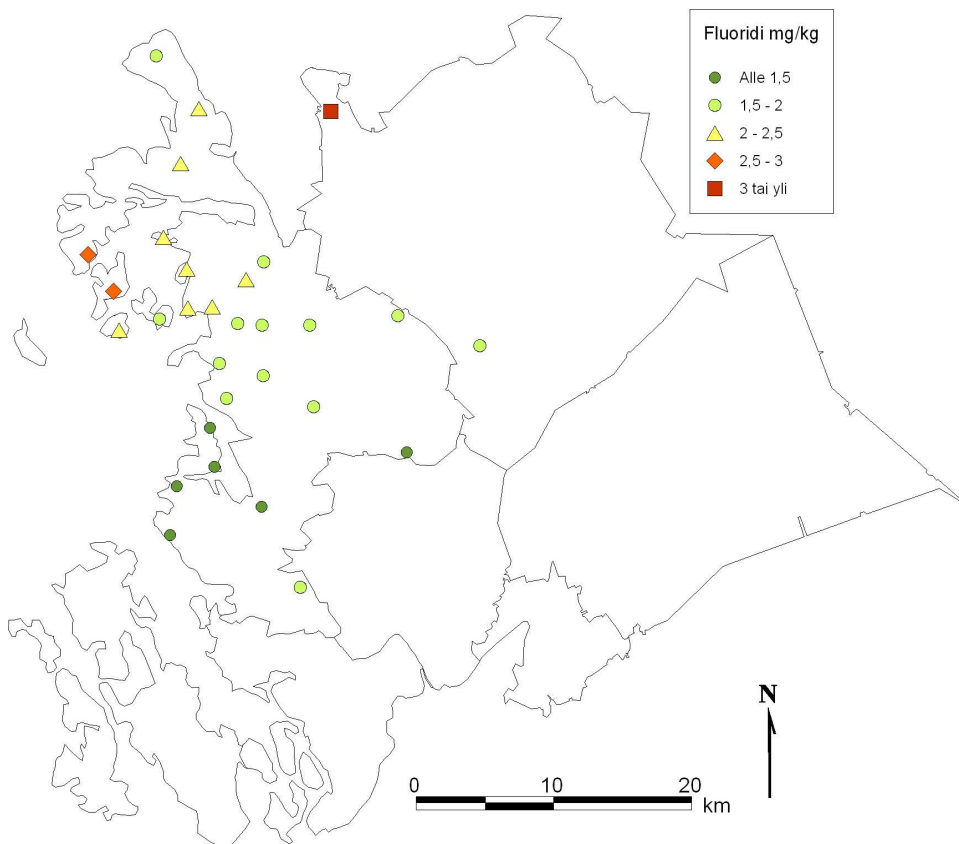 Fluoridi mg/kg
Alle 1,5
1,5 - 2
2 - 2,5
2,5 - 3
3 tai yli
N
0 10 20
km